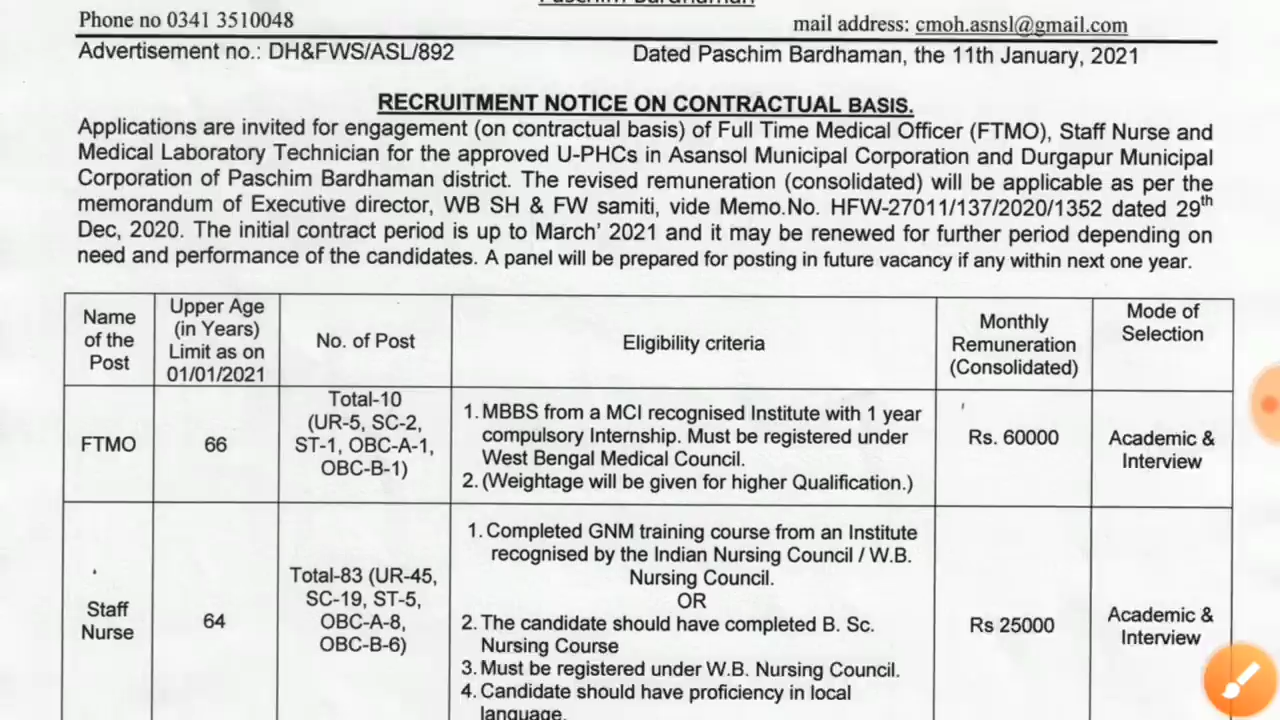 Paschim Bardhaman
Phone no 0341 3510048
mail address: cmoh.asnsl@gmail.com
Advertisement no.: DH&FWS/ASL/892
Dated Paschim Bardhaman, the 11th January, 2021
RECRUITMENT NOTICE ON CONTRACTUAL BASIS.
Applications are invited for engagement (on contractual basis) of Full Time Medical Officer (FTMO), Staff Nurse and
Medical Laboratory Technician for the approved U-PHCs in Asansol Municipal Corporation and Durgapur Municipal
Corporation of Paschim Bardhaman district. The revised remuneration (consolidated) will be applicable as per the
memorandum of Executive director, WB SH & FW samiti, vide Memo.No. HFW-27011/137/2020/1352 dated 29th
Dec, 2020. The initial contract period is up to March' 2021 and it may be renewed for further period depending on
need and performance of the candidates. A panel will be prepared for posting in future vacancy if any within next one year.
Name
of the
Post
Upper Age
(in Years)
Limit as on
01/01/2021
No. of Post
Eligibility criteria
Monthly
Remuneration
(Consolidated)
Mode of
Selection
FTMO
66
Total-10
(UR-5, SC-2,
ST-1, OBC-A-1,
OBC-B-1)
1. MBBS from a MCI recognised Institute with 1 year
compulsory Internship. Must be registered under
West Bengal Medical Council.
2. (Weightage will be given for higher Qualification.)
Rs. 60000
Academic &
Interview
Staff
Nurse
64
Total-83 (UR-45,
SC-19, ST-5,
OBC-A-8,
OBC-B-6)
1. Completed GNM training course from an Institute
recognised by the Indian Nursing Council / W.B.
Nursing Council.
OR
2. The candidate should have completed B. Sc.
Nursing Course
3. Must be registered under W.B. Nursing Council.
4. Candidate should have proficiency in local
language.
Rs 25000
Academic &
Interview